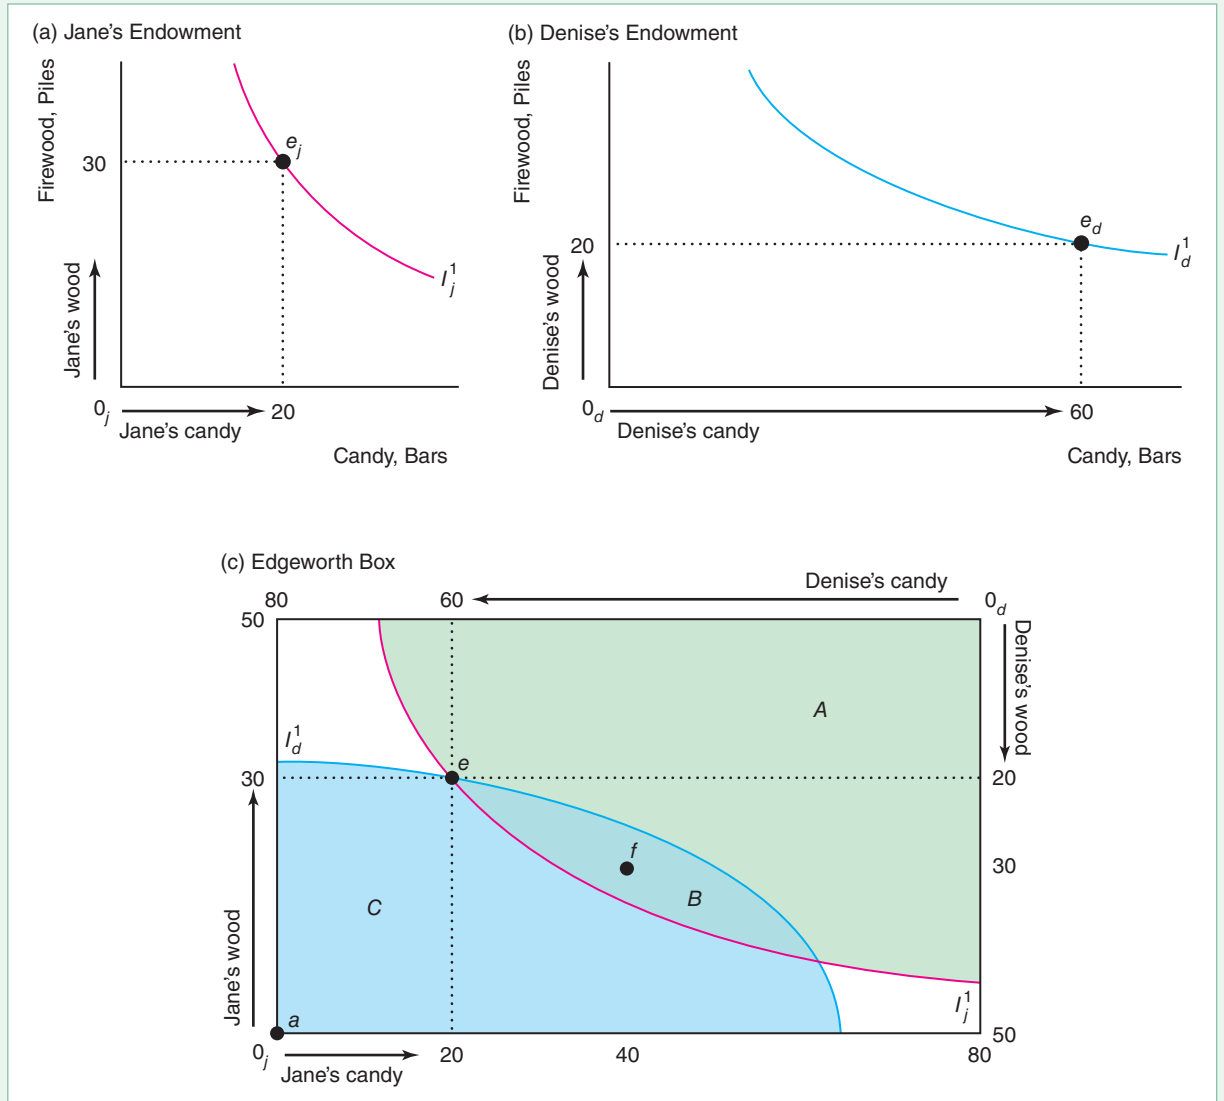 (a) Jane’s Endowment
Firewood, Piles
30
e_j
I_j^1
Jane’s wood
0_j
20
Jane’s candy
Candy, Bars
(b) Denise’s Endowment
Firewood, Piles
20
e_d
I_d^1
Denise’s wood
0_d
60
Denise’s candy
Candy, Bars
(c) Edgeworth Box
Denise’s candy
80
60
0_d
50
Denise’s wood
A
I_d^1
e
30
20
f
30
B
C
Jane’s wood
I_j^1
a
50
0_j
20
40
80
Jane’s candy